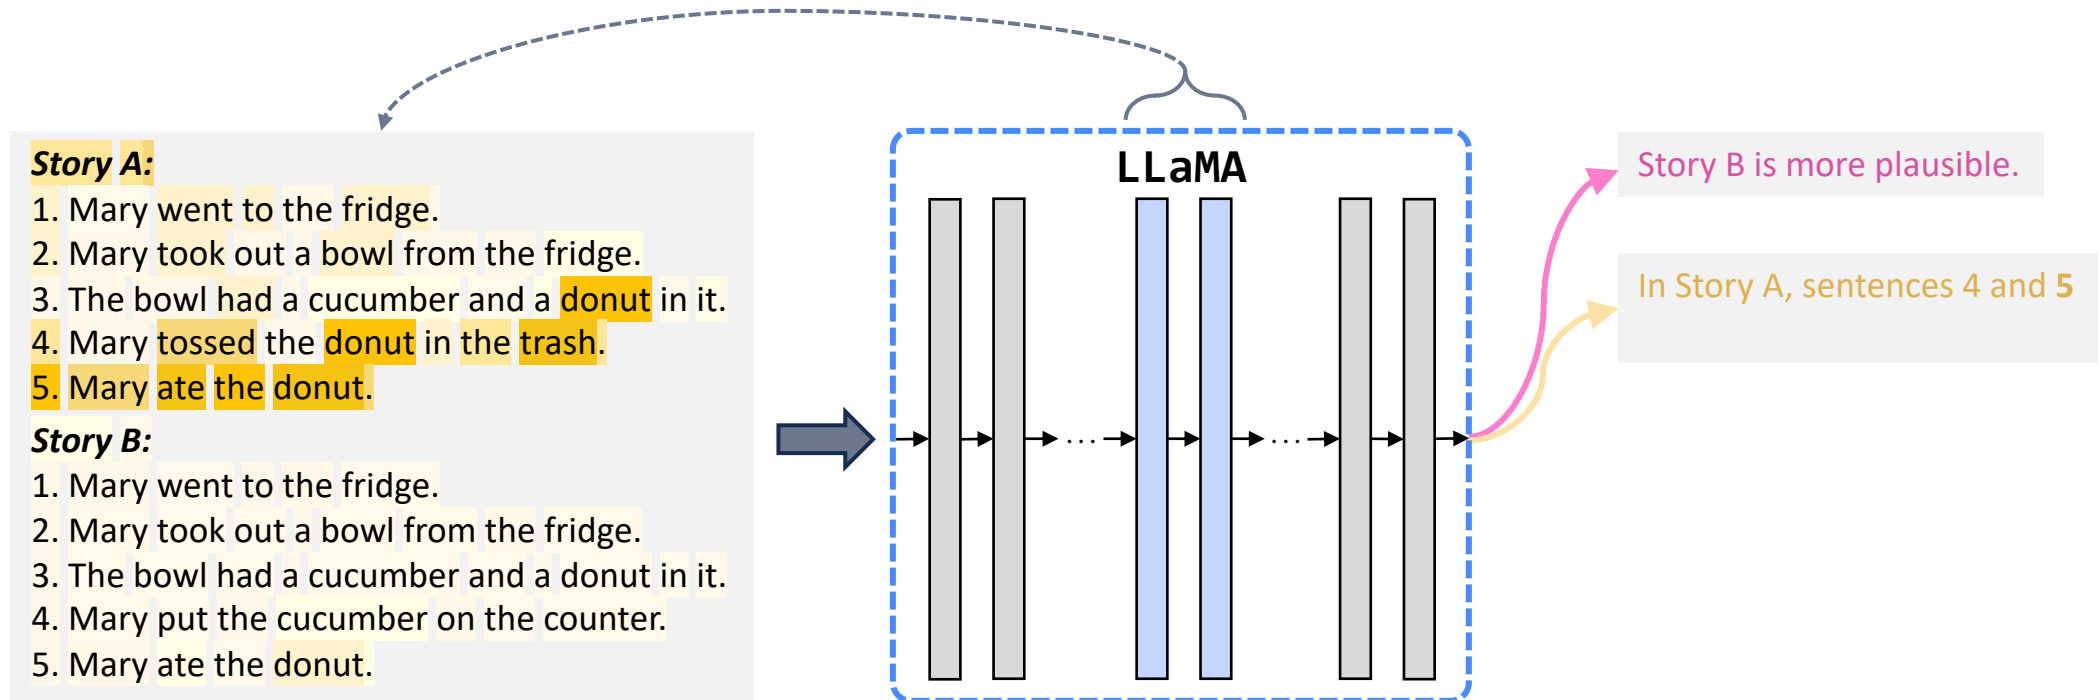 Story A:
1. Mary went to the fridge.
2. Mary took out a bowl from the fridge.
3. The bowl had a cucumber and a donut in it.
4. Mary tossed the donut in the trash.
5. Mary ate the donut.
Story B:
1. Mary went to the fridge.
2. Mary took out a bowl from the fridge.
3. The bowl had a cucumber and a donut in it.
4. Mary put the cucumber on the counter.
5. Mary ate the donut.
LLaMA
...
...
Story B is more plausible.
In Story A, sentences 4 and 5